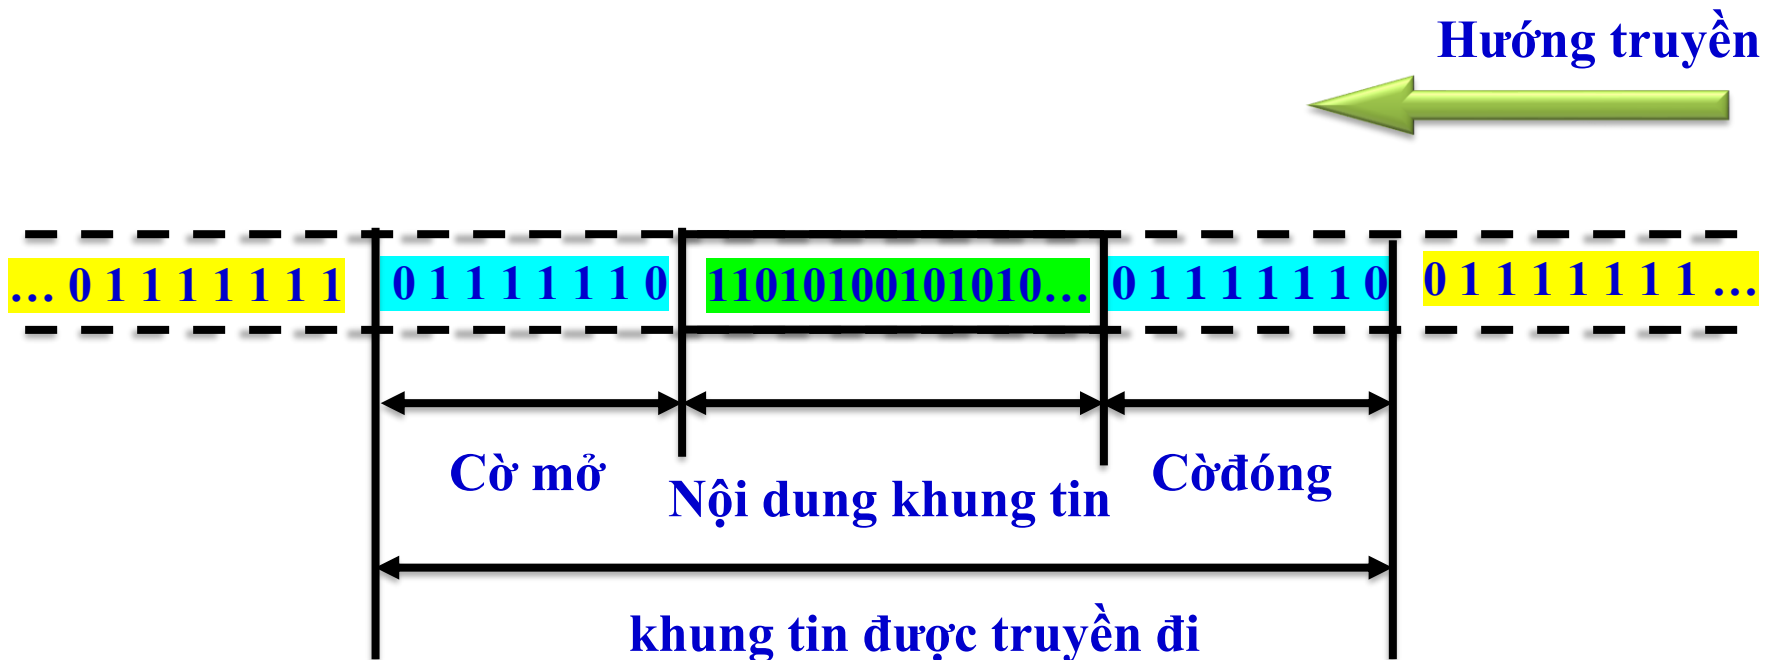 Hướng truyền
... 0 1 1 1 1 1 1 1 0 1 1 1 1 1 1 0 11010100101010... 0 1 1 1 1 1 1 0 0 1 1 1 1 1 1 1 ...
Cờ mở Nội dung khung tin Cờđóng
khung tin được truyền đi